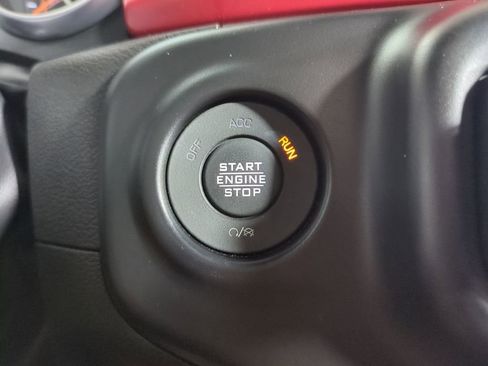 OFF
ACC
RUN
START
ENGINE
STOP